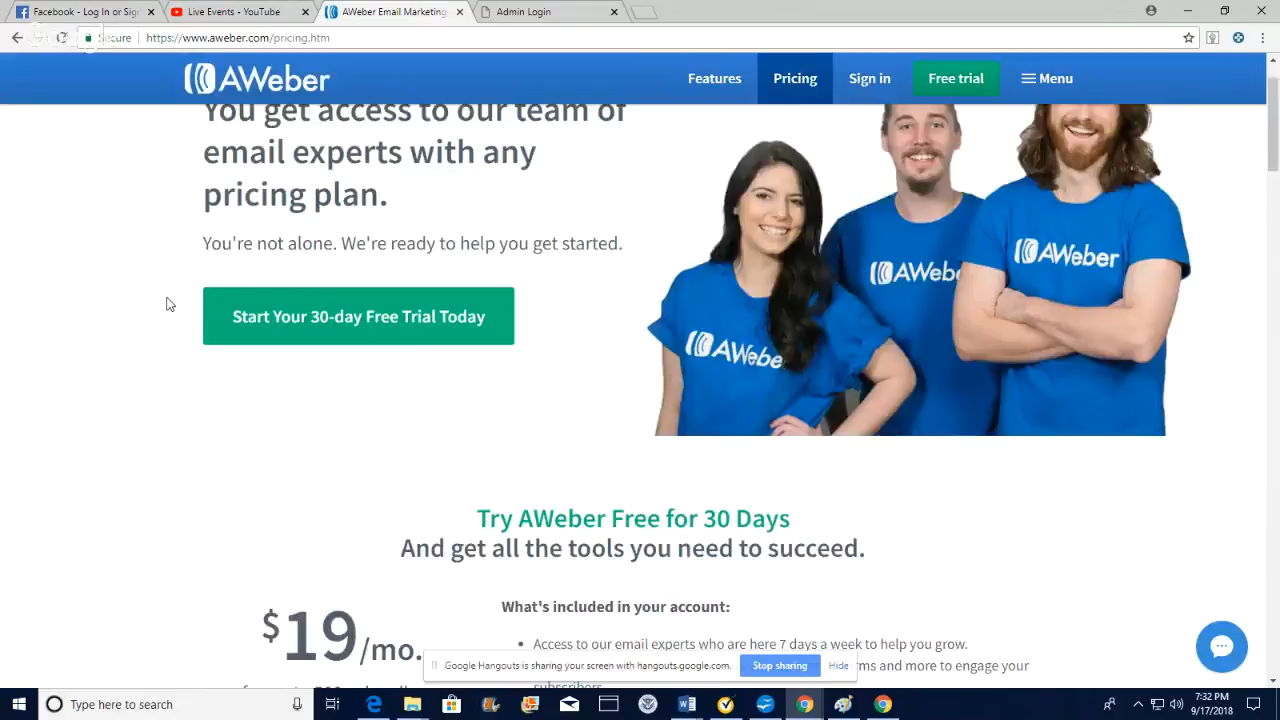 Facebook - Log In or Sig
Live Events - YouTube
AWeber Email Marketing
Admin Login
Secure
https://www.aweber.com/pricing.htm
AWeber
Features
Pricing
Sign in
Free trial
Menu
You get access to our team of
email experts with any
pricing plan.
You're not alone. We're ready to help you get started.
Start Your 30-day Free Trial Today
AWeber
AWebe
AWeber
Try AWeber Free for 30 Days
And get all the tools you need to succeed.
$19/mo.
What's included in your account:
• Access to our email experts who are here 7 days a week to help you grow.
rms and more to engage your
subscribers
Google Hangouts is sharing your screen with hangouts.google.com.
Stop sharing
Hide
Type here to search
7:32 PM
9/17/2018